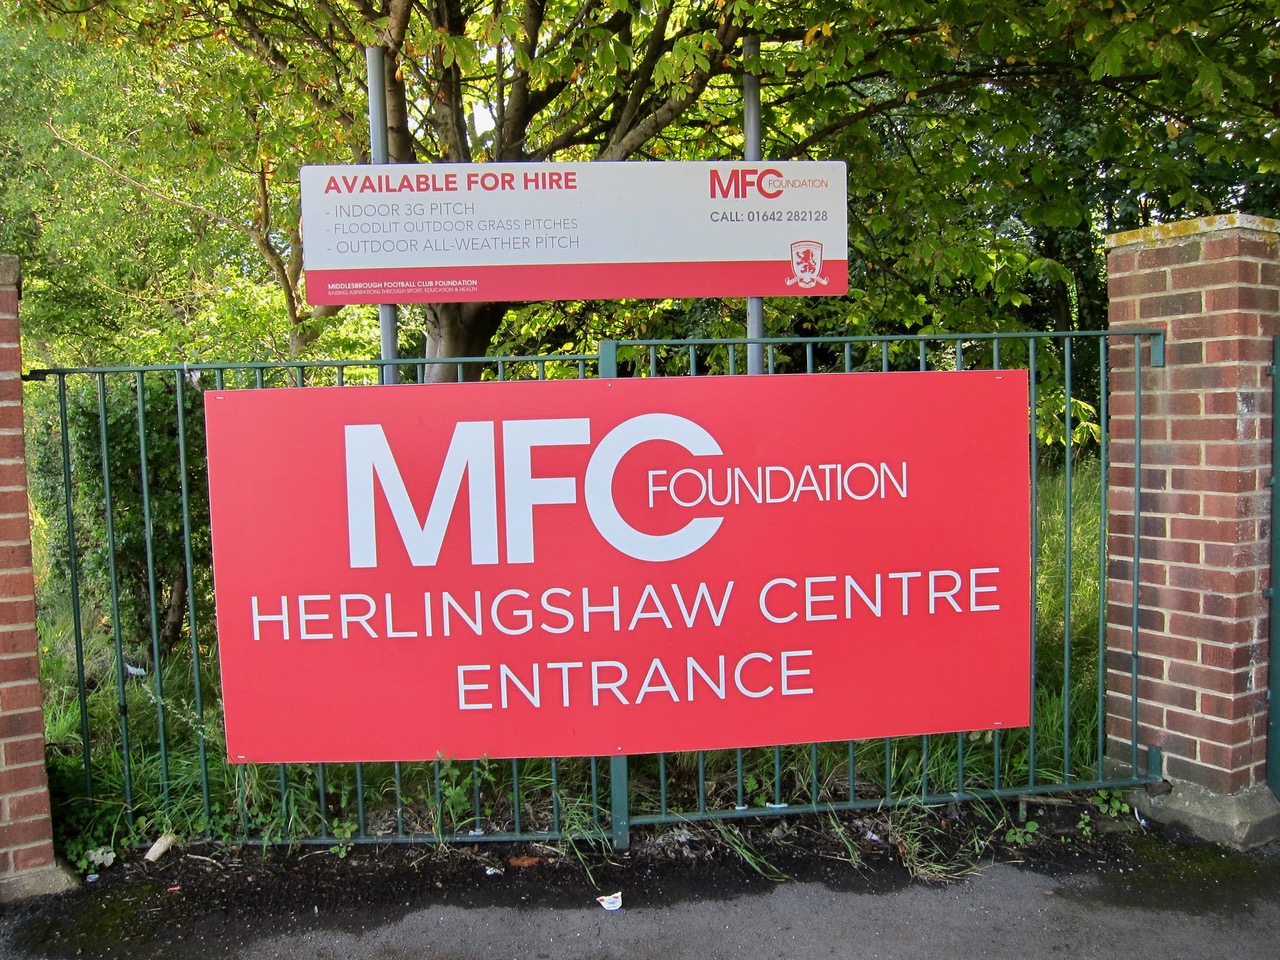 AVAILABLE FOR HIRE
- INDOOR 3G PITCH
- FLOODLIT OUTDOOR GRASS PITCHES
- OUTDOOR ALL-WEATHER PITCH
MFC FOUNDATION
CALL: 01642 282128
MIDDLESBROUGH FOOTBALL CLUB FOUNDATION
RAISING ASPIRATIONS THROUGH SPORT, EDUCATION & HEALTH
MFC FOUNDATION
HERLINGSHAW CENTRE
ENTRANCE